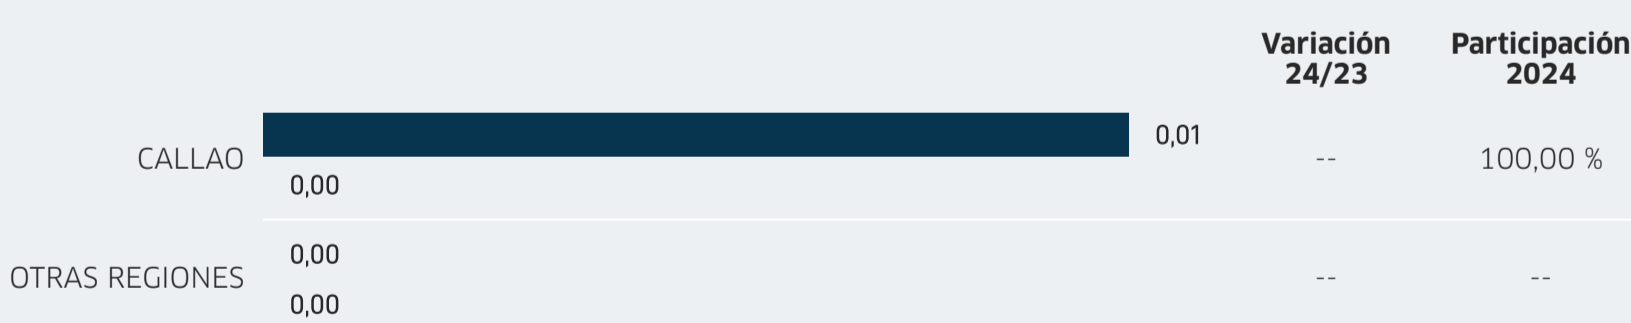 Variación
24/23
Participación
2024
CALLAO
0,01
0,00
--
100,00 %
OTRAS REGIONES
0,00
0,00
--
--